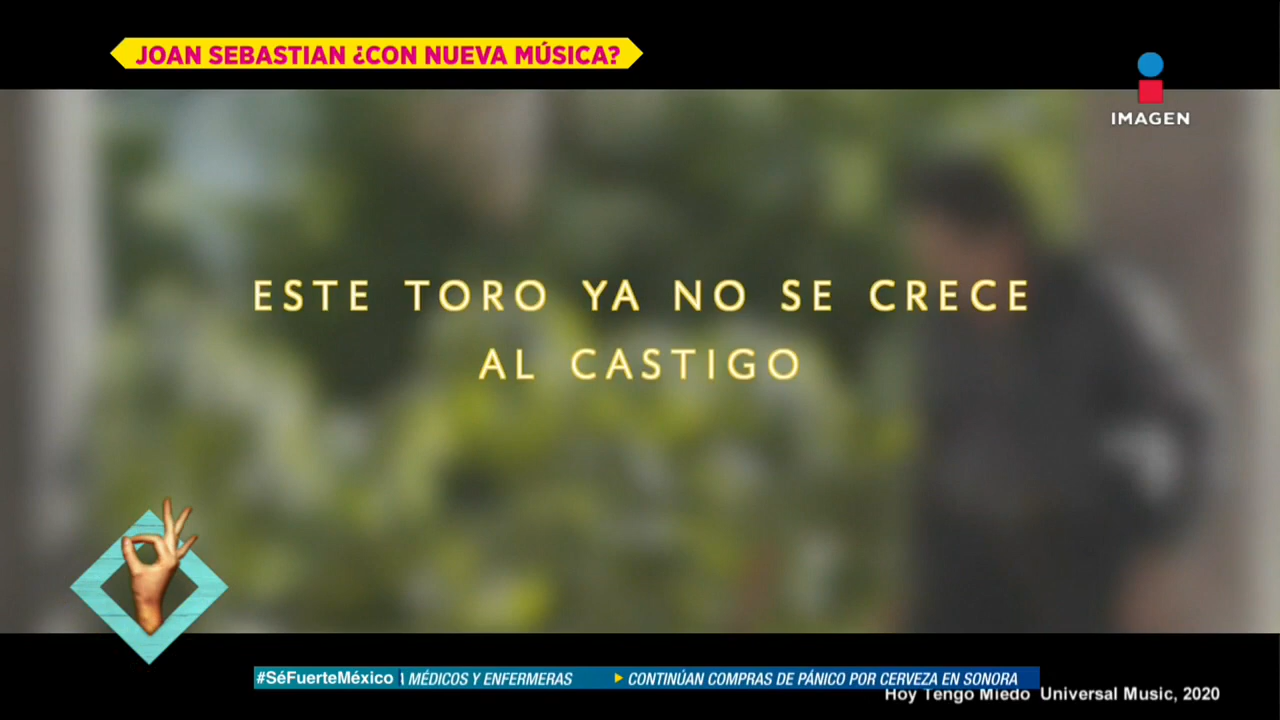 JOAN SEBASTIAN ¿CON NUEVA MÚSICA?
IMAGEN
ESTE TORO YA NO SE CRECE
AL CASTIGO
#SéFuerteMéxico MÉDICOS Y ENFERMERAS CONTINÚAN COMPRAS DE PÁNICO POR CERVEZA EN SONORA
Hoy Tengo Miedo Universal Music, 2020